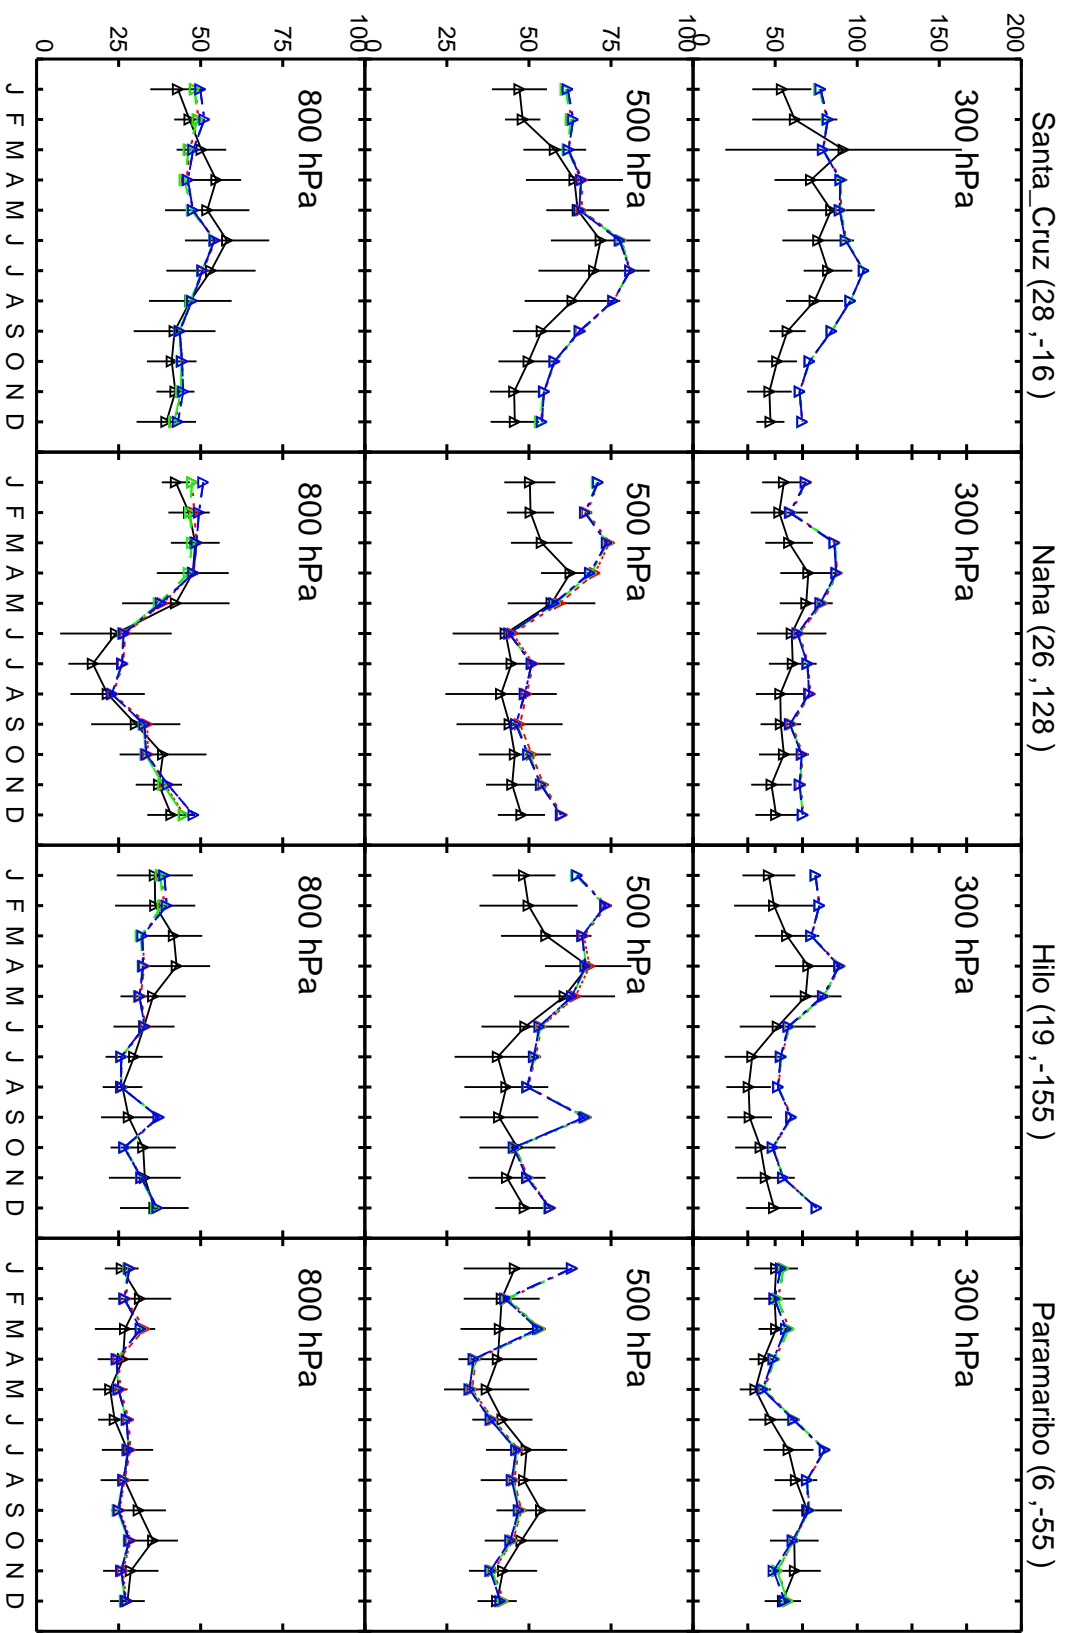 Santa_Cruz (28 ,-16 )
Naha (26 ,128 )
Hilo (19 ,-155 )
Paramaribo (6 ,-55 )
200
150
100
50
0
300 hPa
300 hPa
300 hPa
300 hPa
100
75
50
25
0
500 hPa
500 hPa
500 hPa
500 hPa
100
75
50
25
0
800 hPa
800 hPa
800 hPa
800 hPa
J F M A M J J A S O N D
J F M A M J J A S O N D
J F M A M J J A S O N D
J F M A M J J A S O N D